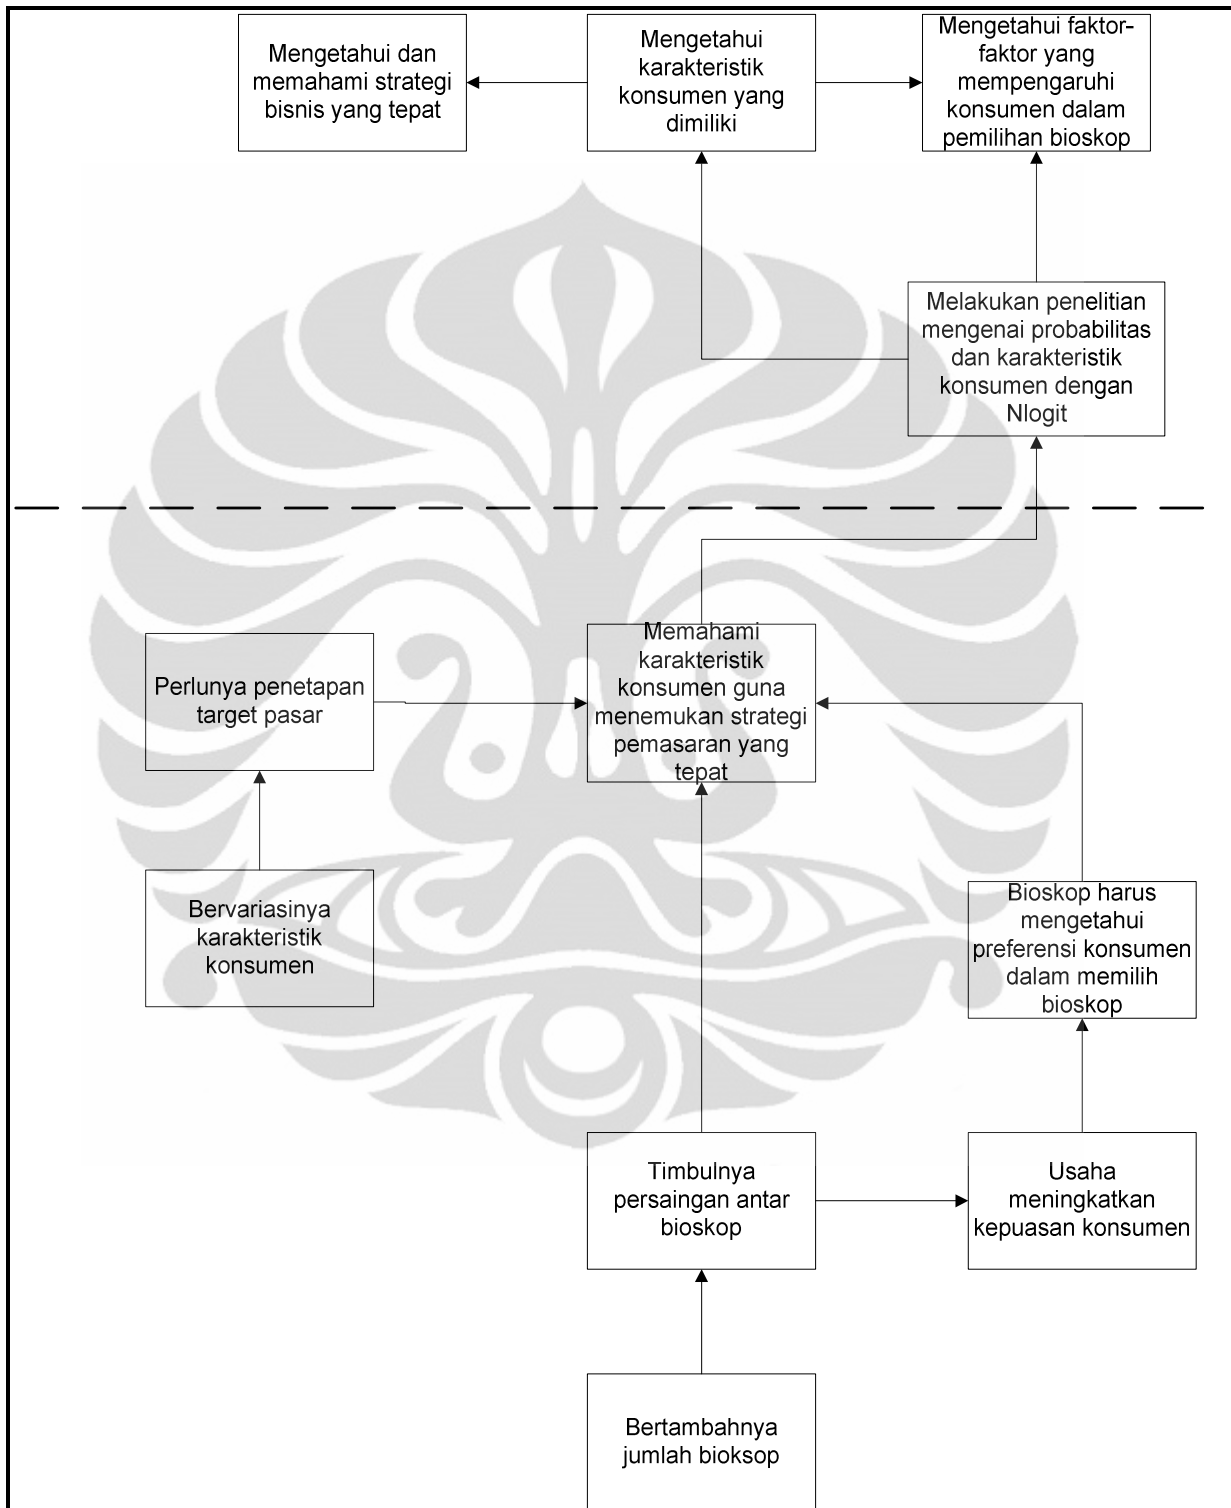 Mengetahui dan
memahami strategi
bisnis yang tepat
Mengetahui
karakteristik
konsumen yang
dimiliki
Mengetahui faktor-
faktor yang
mempengaruhi
konsumen dalam
pemilihan bioskop
Melakukan penelitian
mengenai probabilitas
dan karakteristik
konsumen dengan
Nlogit
Perlunya penetapan
target pasar
Memahami
karakteristik
konsumen guna
menemukan strategi
pemasaran yang
tepat
Bervariasinya
karakteristik
konsumen
Bioskop harus
mengetahui
preferensi konsumen
dalam memilih
bioskop
Timbulnya
persaingan antar
bioskop
Usaha
meningkatkan
kepuasan konsumen
Bertambahnya
jumlah bioksop